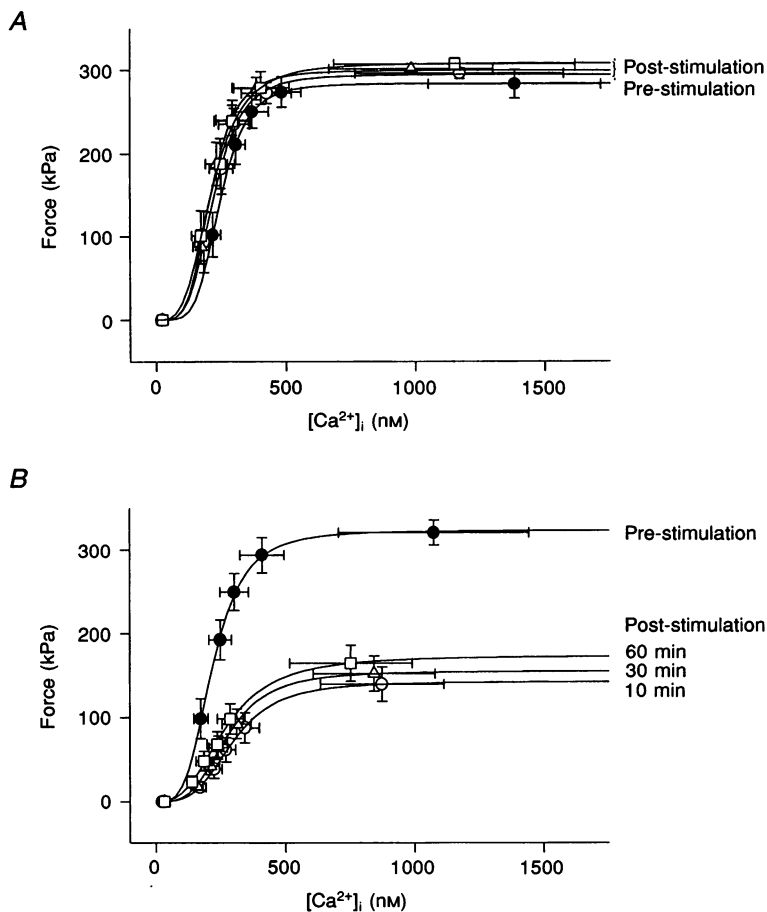 A
300
200
100
0
Force (kPa)
Post-stimulation
Pre-stimulation
0 500 1000 1500
[Ca²⁺]ᵢ (nM)
B
300
200
100
0
Force (kPa)
Pre-stimulation
Post-stimulation
60 min
30 min
10 min
0 500 1000 1500
[Ca²⁺]ᵢ (nM)